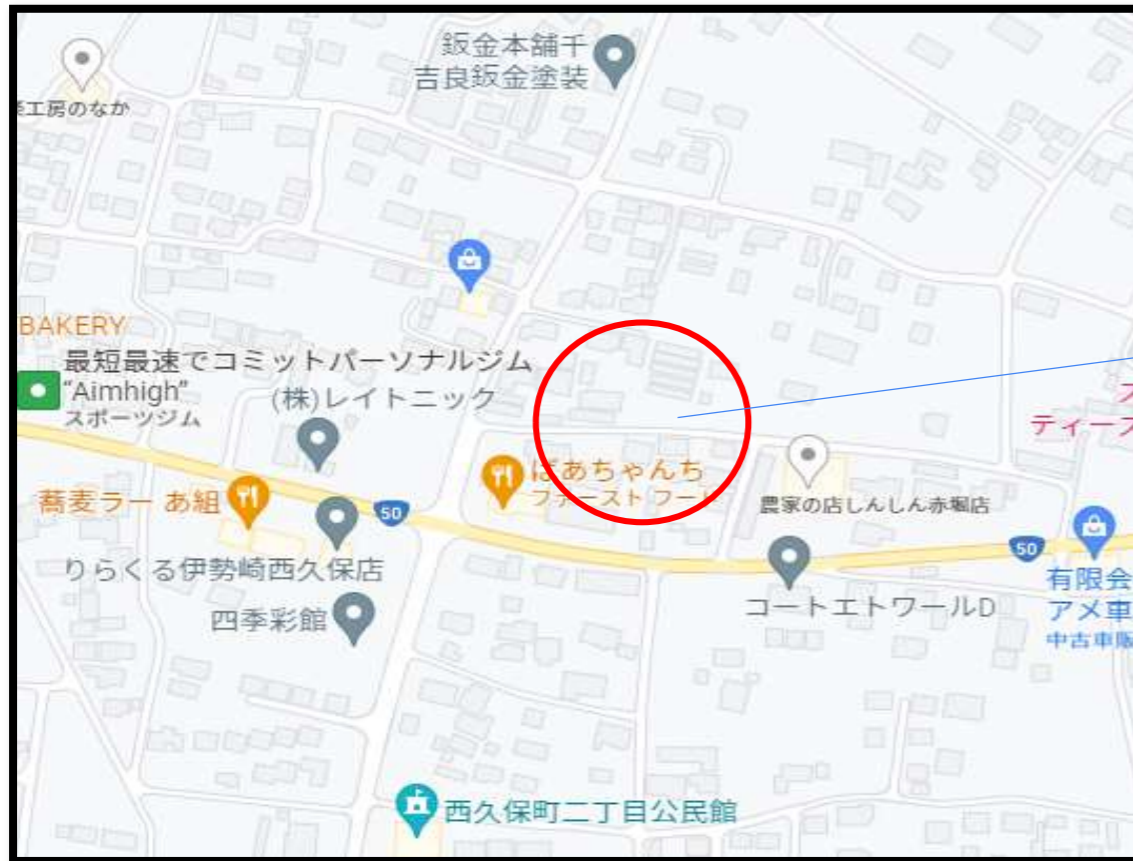 鈑金本舗千
吉良鈑金塗装
工房のなか
BAKERY
最短最速でコミットパーソナルジム
"Aimhigh"
スポーツジム
(株)レイトニック
ばあちゃんち
ファースト フード
蕎麦ラー あ組
50
りらくる伊勢崎西久保店
四季彩館
農家の店しんしん赤堀店
ティーズ
50
コートエトワールD
有限会
アメ車
中古車販
西久保町二丁目公民館